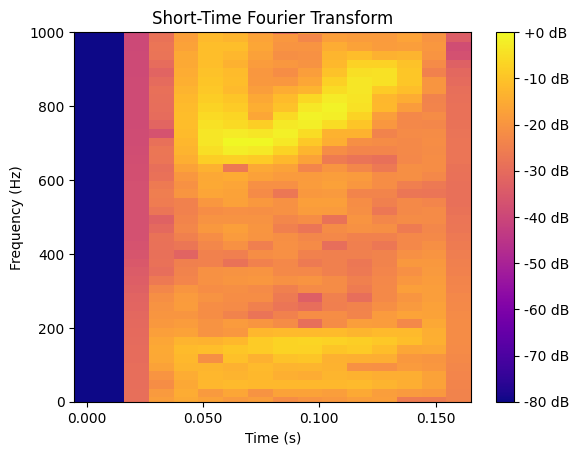 Short-Time Fourier Transform
1000
800
600
400
200
0
Frequency (Hz)
0.000
0.050
0.100
0.150
Time (s)
+0 dB
-10 dB
-20 dB
-30 dB
-40 dB
-50 dB
-60 dB
-70 dB
-80 dB